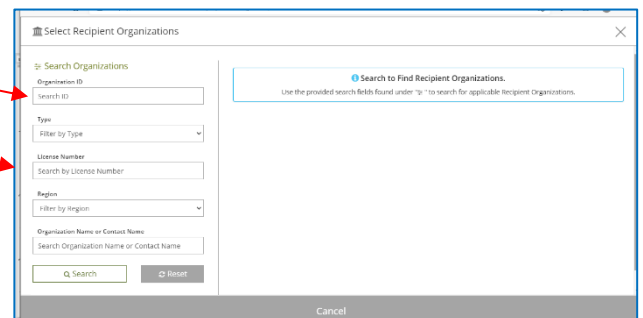 Select Recipient Organizations
Search Organizations
Organization ID
Search ID
Type
Filter by Type
License Number
Search by License Number
Region
Filter by Region
Organization Name or Contact Name
Search Organization Name or Contact Name
Search
Reset
Search to Find Recipient Organizations.
Use the provided search fields found under " " to search for applicable Recipient Organizations.
Cancel